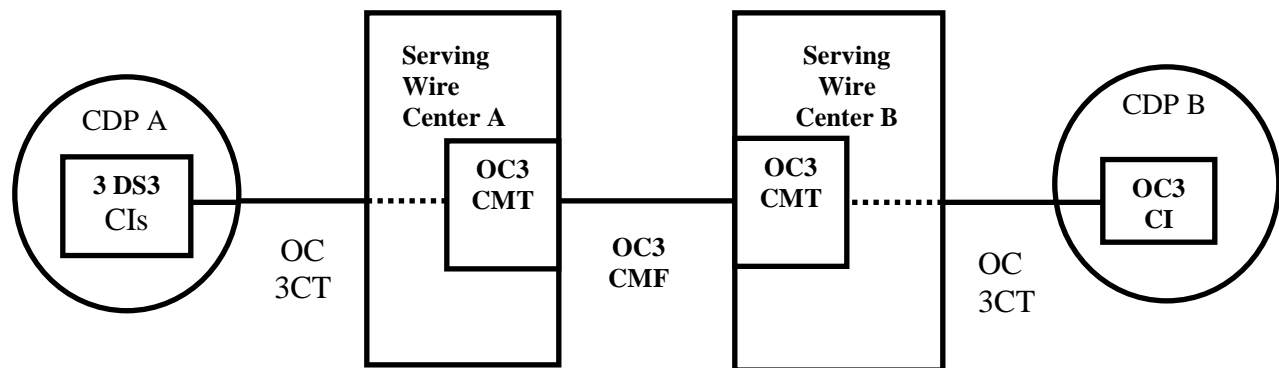 CDP A
3 DS3
CIs
OC
3CT
Serving
Wire
Center A
OC3
CMT
OC3
CMF
Serving
Wire
Center B
OC3
CMT
OC
3CT
CDP B
OC3
CI